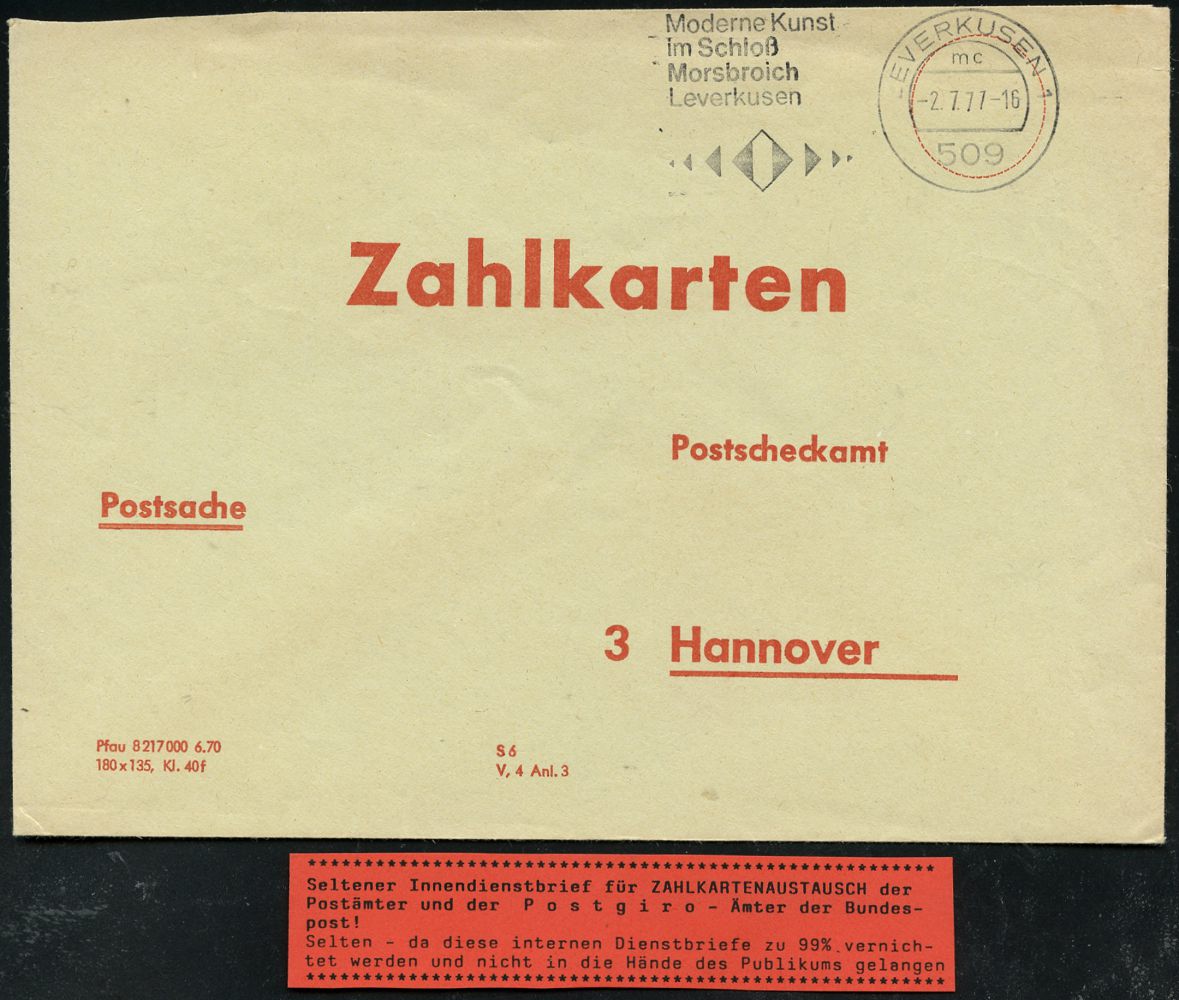 Moderne Kunst
im Schloß
Morsbroich
Leverkusen
LEVERKUSEN 1
mc
-2.7.77-16
509
Zahlkarten
Postscheckamt
Postsache
3 Hannover
Pfau 8217000 6.70
180x135, Kl. 40f
S 6
V, 4 Anl. 3
*******************************************************
Seltener Innendienstbrief für ZAHLKARTENAUSTAUSCH der
Postämter und der P o s t g i r o - Ämter der Bundes-
post!
Selten - da diese internen Dienstbriefe zu 99% vernich-
tet werden und nicht in die Hände des Publikums gelangen
********************************************************